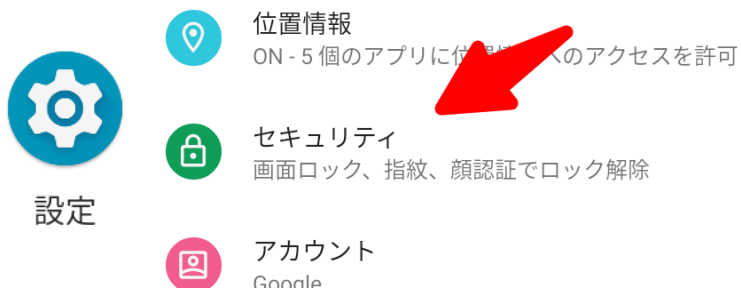 位置情報
ON - 5 個のアプリに位 へのアクセスを許可
セキュリティ
画面ロック、指紋、顔認証でロック解除
設定
アカウント
Google